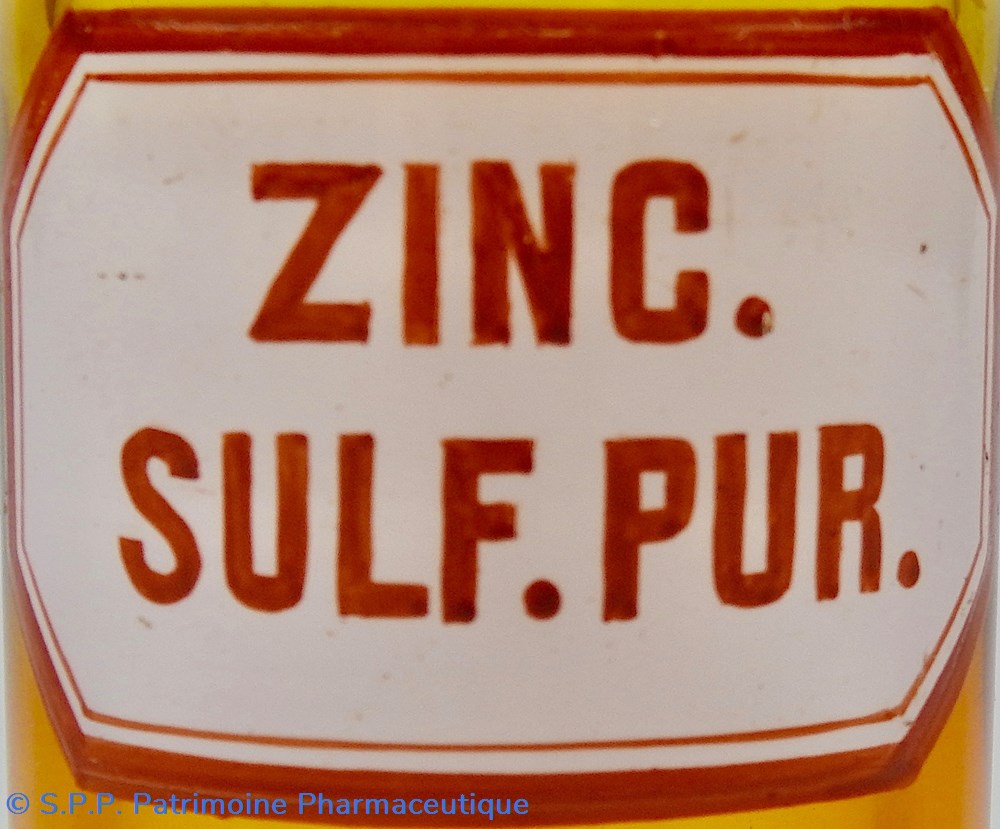 ZINC.
SULF. PUR.
© S.P.P. Patrimoine Pharmaceutique